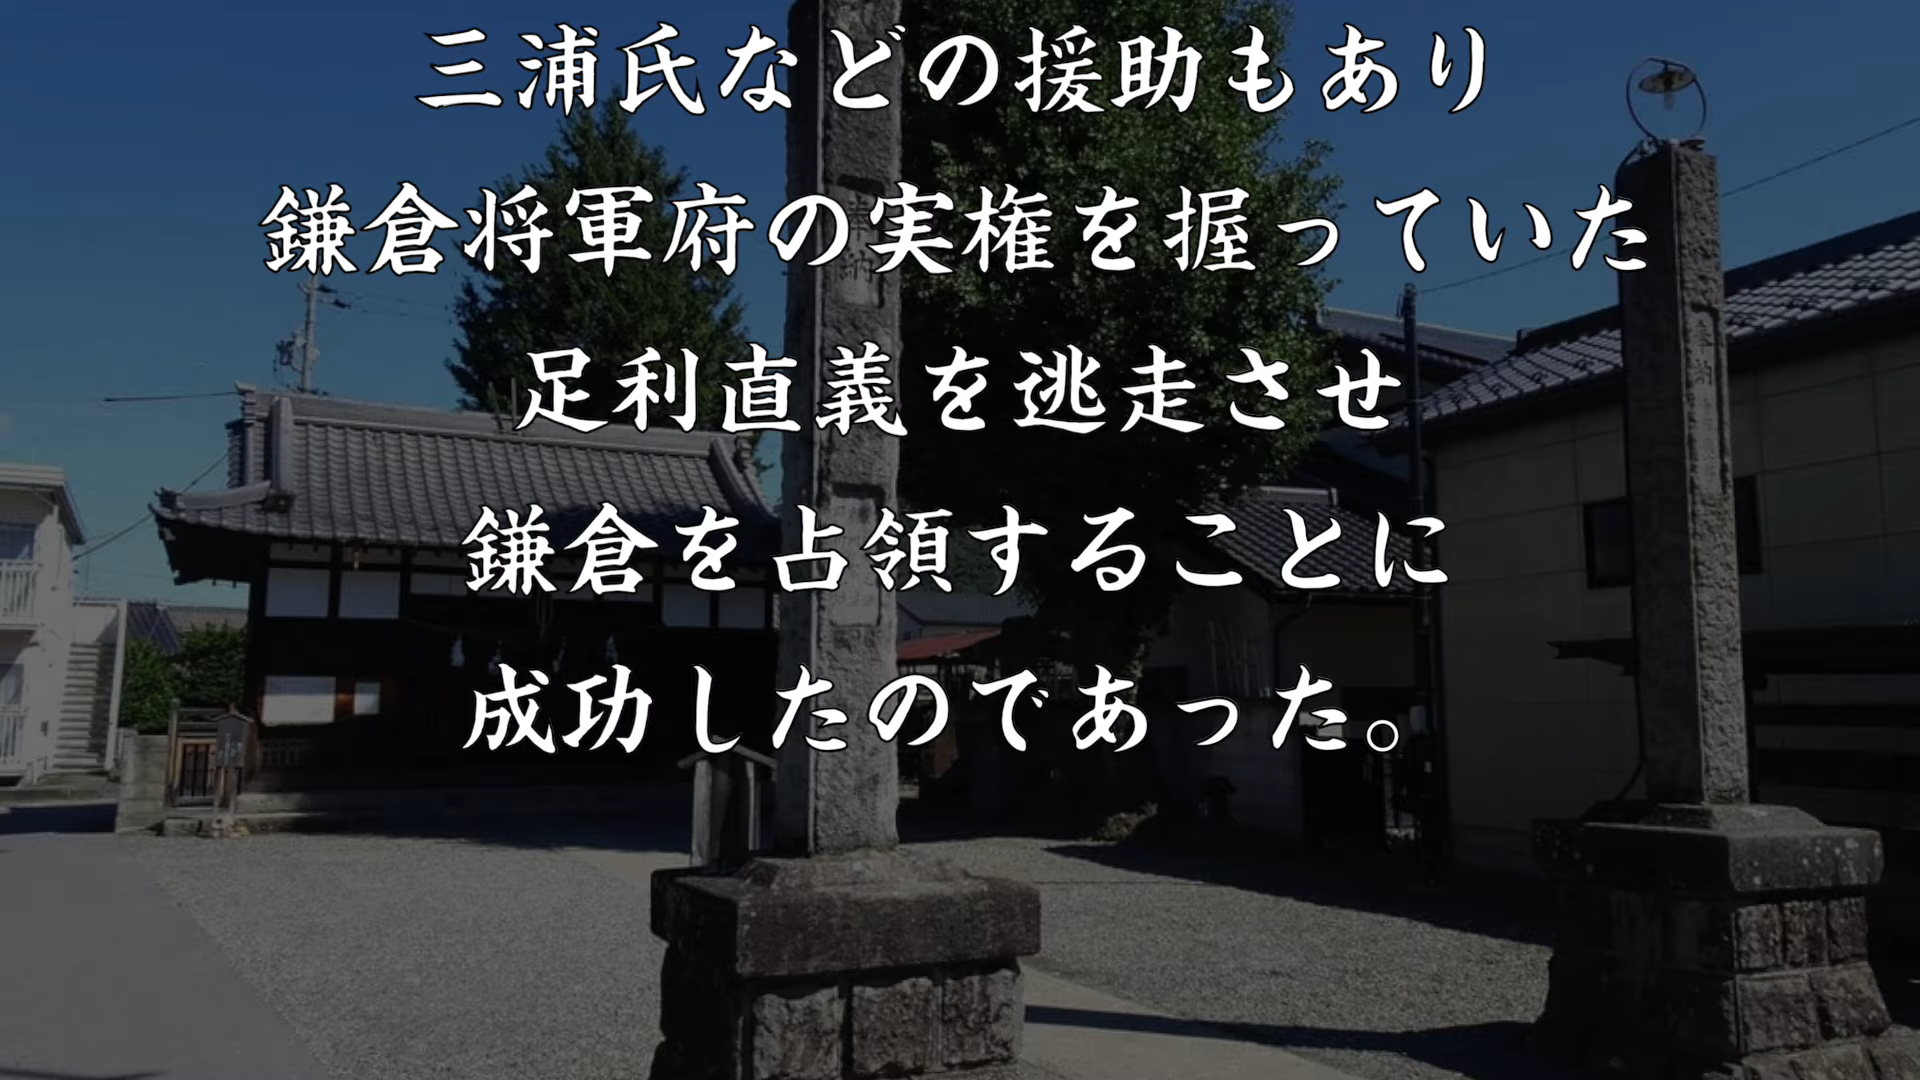 三浦氏などの援助もあり
鎌倉将軍府の実権を握っていた
足利直義を逃走させ
鎌倉を占領することに
成功したのであった。
奉納